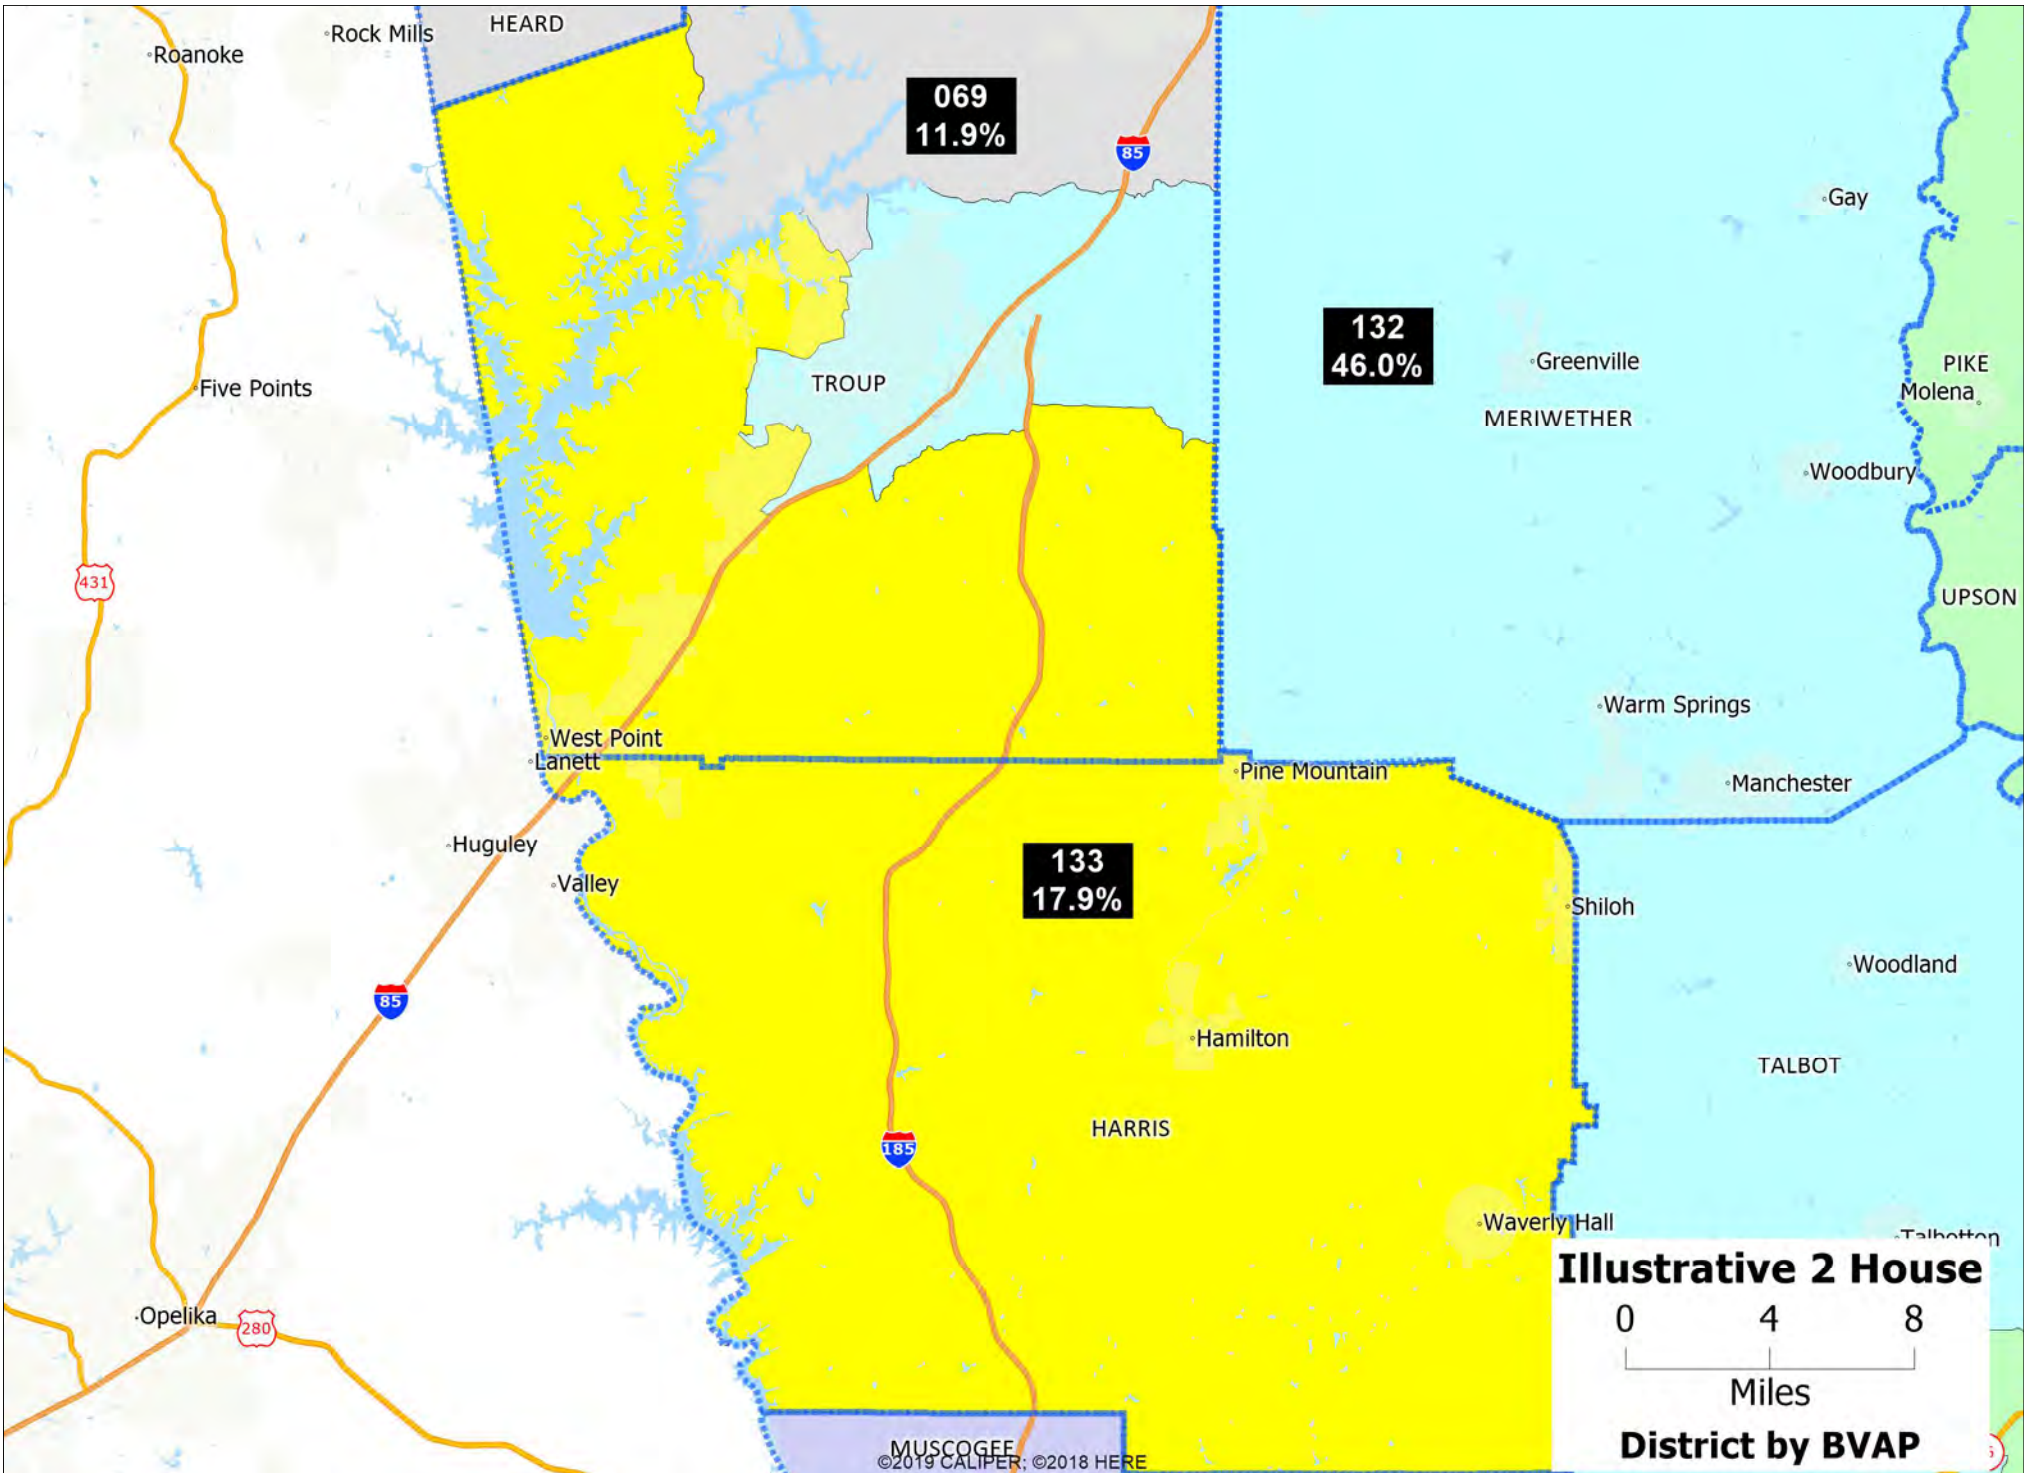 HEARD
Rock Mills
Roanoke
069
11.9%
85
Gay
132
46.0%
Greenville
PIKE
Molena
TROUP
Five Points
MERIWETHER
Woodbury
431
UPSON
Warm Springs
West Point
Lanett
Pine Mountain
Manchester
Huguley
133
17.9%
Valley
Shiloh
Woodland
85
Hamilton
TALBOT
HARRIS
185
Waverly Hall
Talbotton
Opelika
280
Illustrative 2 House
0 4 8
Miles
District by BVAP
MUSCOGEE
©2019 CALIPER; ©2018 HERE